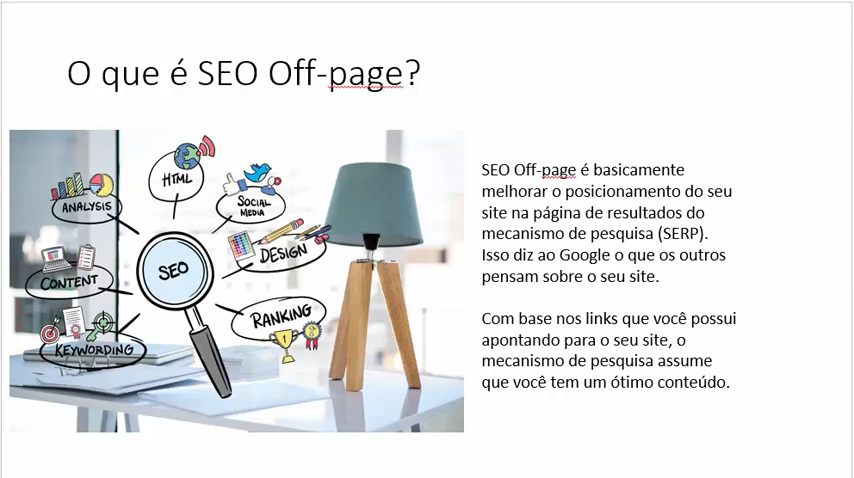 O que é SEO Off-page?
HTML
ANALYSIS
SOCIAL
MEDIA
SEO
DESIGN
CONTENT
RANKING
KEYWORDING
SEO Off-page é basicamente
melhorar o posicionamento do seu
site na página de resultados do
mecanismo de pesquisa (SERP).
Isso diz ao Google o que os outros
pensam sobre o seu site.
Com base nos links que você possui
apontando para o seu site, o
mecanismo de pesquisa assume
que você tem um ótimo conteúdo.